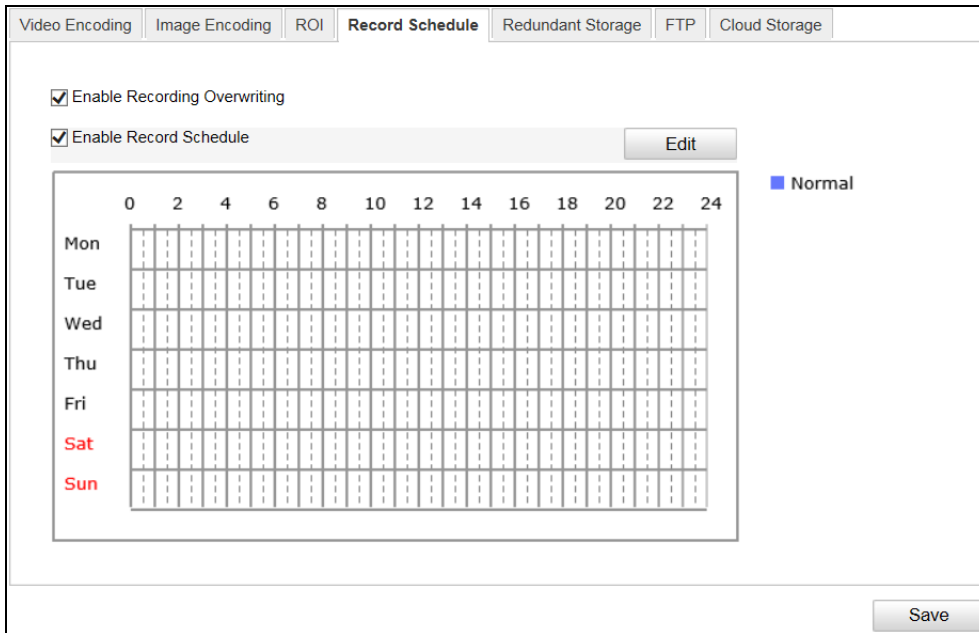 Video Encoding Image Encoding ROI Record Schedule Redundant Storage FTP Cloud Storage
Enable Recording Overwriting
Enable Record Schedule Edit
Normal
0 2 4 6 8 10 12 14 16 18 20 22 24
Mon
Tue
Wed
Thu
Fri
Sat
Sun
Save